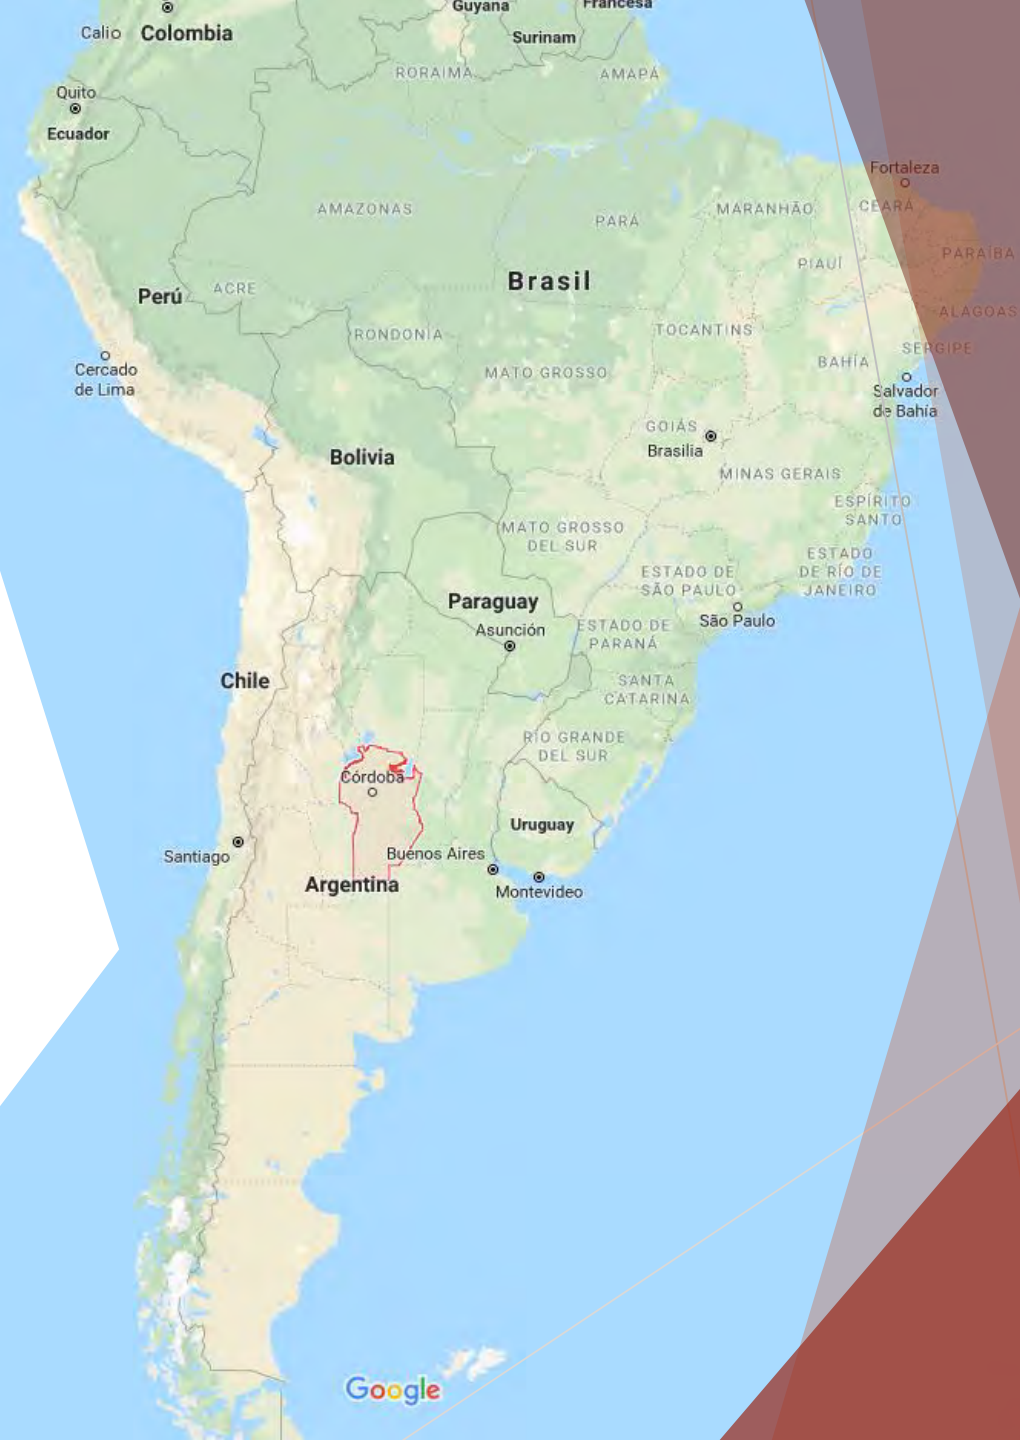 Guyana
Francesa
Cali
Colombia
Surinam
RORAIMA
AMAPÁ
Quito
Ecuador
Fortaleza
AMAZONAS
PARÁ
MARANHÃO
CEARÁ
PARAÍBA
PIAUÍ
Brasil
Perú
ACRE
ALAGOAS
RONDONIA
TOCANTINS
SERGIPE
Cercado
de Lima
MATO GROSSO
BAHÍA
Salvador
de Bahía
GOIÁS
Brasilia
Bolivia
MINAS GERAIS
ESPÍRITO
SANTO
MATO GROSSO
DEL SUR
ESTADO
DE RÍO DE
JANEIRO
ESTADO DE
SÃO PAULO
Paraguay
São Paulo
Asunción
ESTADO DE
PARANÁ
Chile
SANTA
CATARINA
RÍO GRANDE
DEL SUR
Córdoba
Uruguay
Santiago
Buenos Aires
Argentina
Montevideo
Google